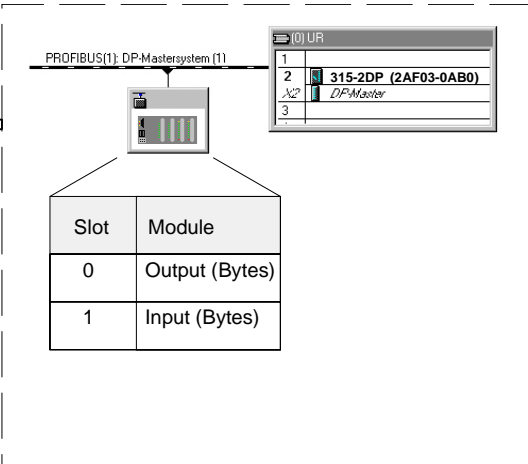 (0) UR
PROFIBUS(1): DP-Mastersystem (1)
1
2 315-2DP (2AF03-0AB0)
X2 DP-Master
3
Slot Module
0 Output (Bytes)
1 Input (Bytes)